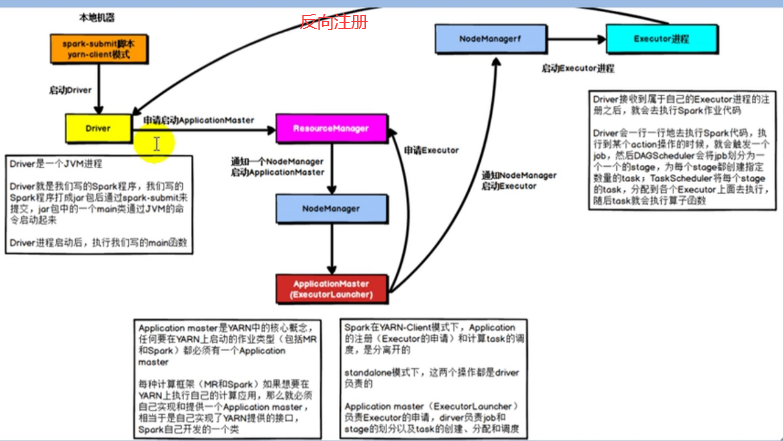 反向注册
本地机器
spark-submit脚本
yarn-client模式
启动Driver
Driver
申请启动ApplicationMaster
ResourceManager
通知一个NodeManager
启动ApplicationMaster
NodeManager
ApplicationMaster
(ExecutorLauncher)
申请Executor
通知NodeManager
启动Executor
NodeManagerf
启动Executor进程
Executor进程
Driver是一个JVM进程
Driver就是我们写的Spark程序，我们写的
Spark程序打成jar包后通过spark-submit来
提交，jar包中的一个main类通过JVM的命
令启动起来
Driver进程启动后，执行我们写的main函数
Driver接收到属于自己的Executor进程的注
册之后，就会去执行Spark作业代码
Driver会一行一行地去执行Spark代码，执
行到某个action操作的时候，就会触发一个
job，然后DAGScheduler会将jpb划分为一
个一个的stage，为每个stage都创建指定
数量的task；TaskScheduler将每个stage
的task，分配到各个Executor上面去执行，
随后task就会执行算子函数
Application master是YARN中的核心概念，
任何要在YARN上启动的作业类型（包括MR
和Spark）都必须有一个Application
master
每种计算框架（MR和Spark）如果想要在
YARN上执行自己的计算应用，那么就必须
自己实现和提供一个Application master，
相当于是自己实现了YARN提供的接口，
Spark自己开发的一个类
Spark在YARN-Client模式下，Application
的注册（Executor的申请）和计算task的调
度，是分离开的
standalone模式下，这两个操作都是driver
负责的
Application master（ExecutorLauncher）
负责Executor的申请，dirver负责job和
stage的划分以及task的创建、分配和调度